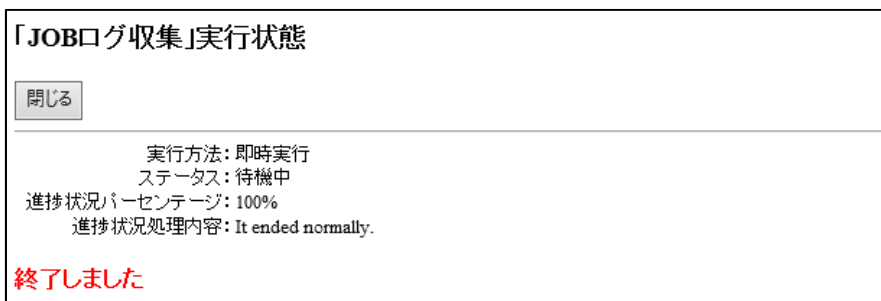 「JOBログ収集」実行状態
閉じる
実行方法：即時実行
ステータス：待機中
進捗状況パーセンテージ：100%
進捗状況処理内容：It ended normally.
終了しました